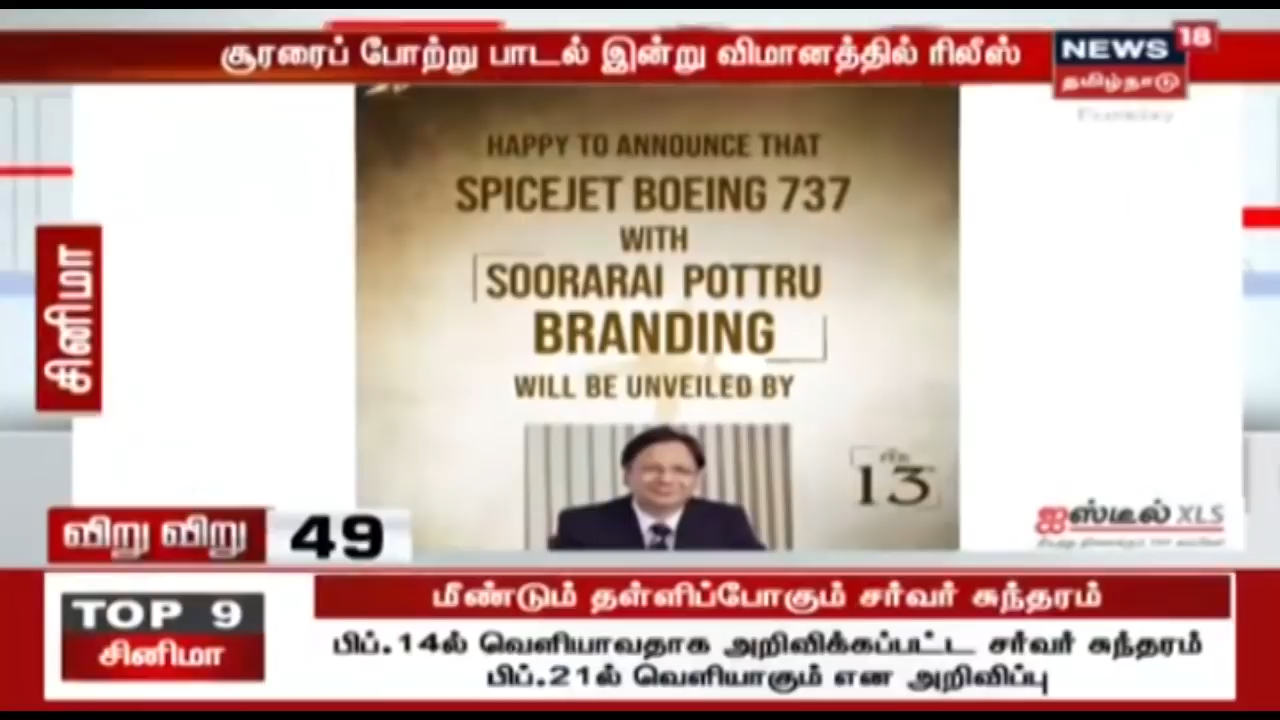 சூரரைப் போற்று பாடல் இன்று விமானத்தில் ரிலீஸ்
NEWS 18
தமிழ்நாடு
Thursday
HAPPY TO ANNOUNCE THAT
SPICEJET BOEING 737
WITH
SOORARAI POTTRU
BRANDING
WILL BE UNVEILED BY
13
சினிமா
விறு விறு 49
ஐஸ்டீல் XLS
TOP 9
சினிமா
மீண்டும் தள்ளிப்போகும் சர்வர் சுந்தரம்
பிப்.14ல் வெளியாவதாக அறிவிக்கப்பட்ட சர்வர் சுந்தரம்
பிப்.21ல் வெளியாகும் என அறிவிப்பு